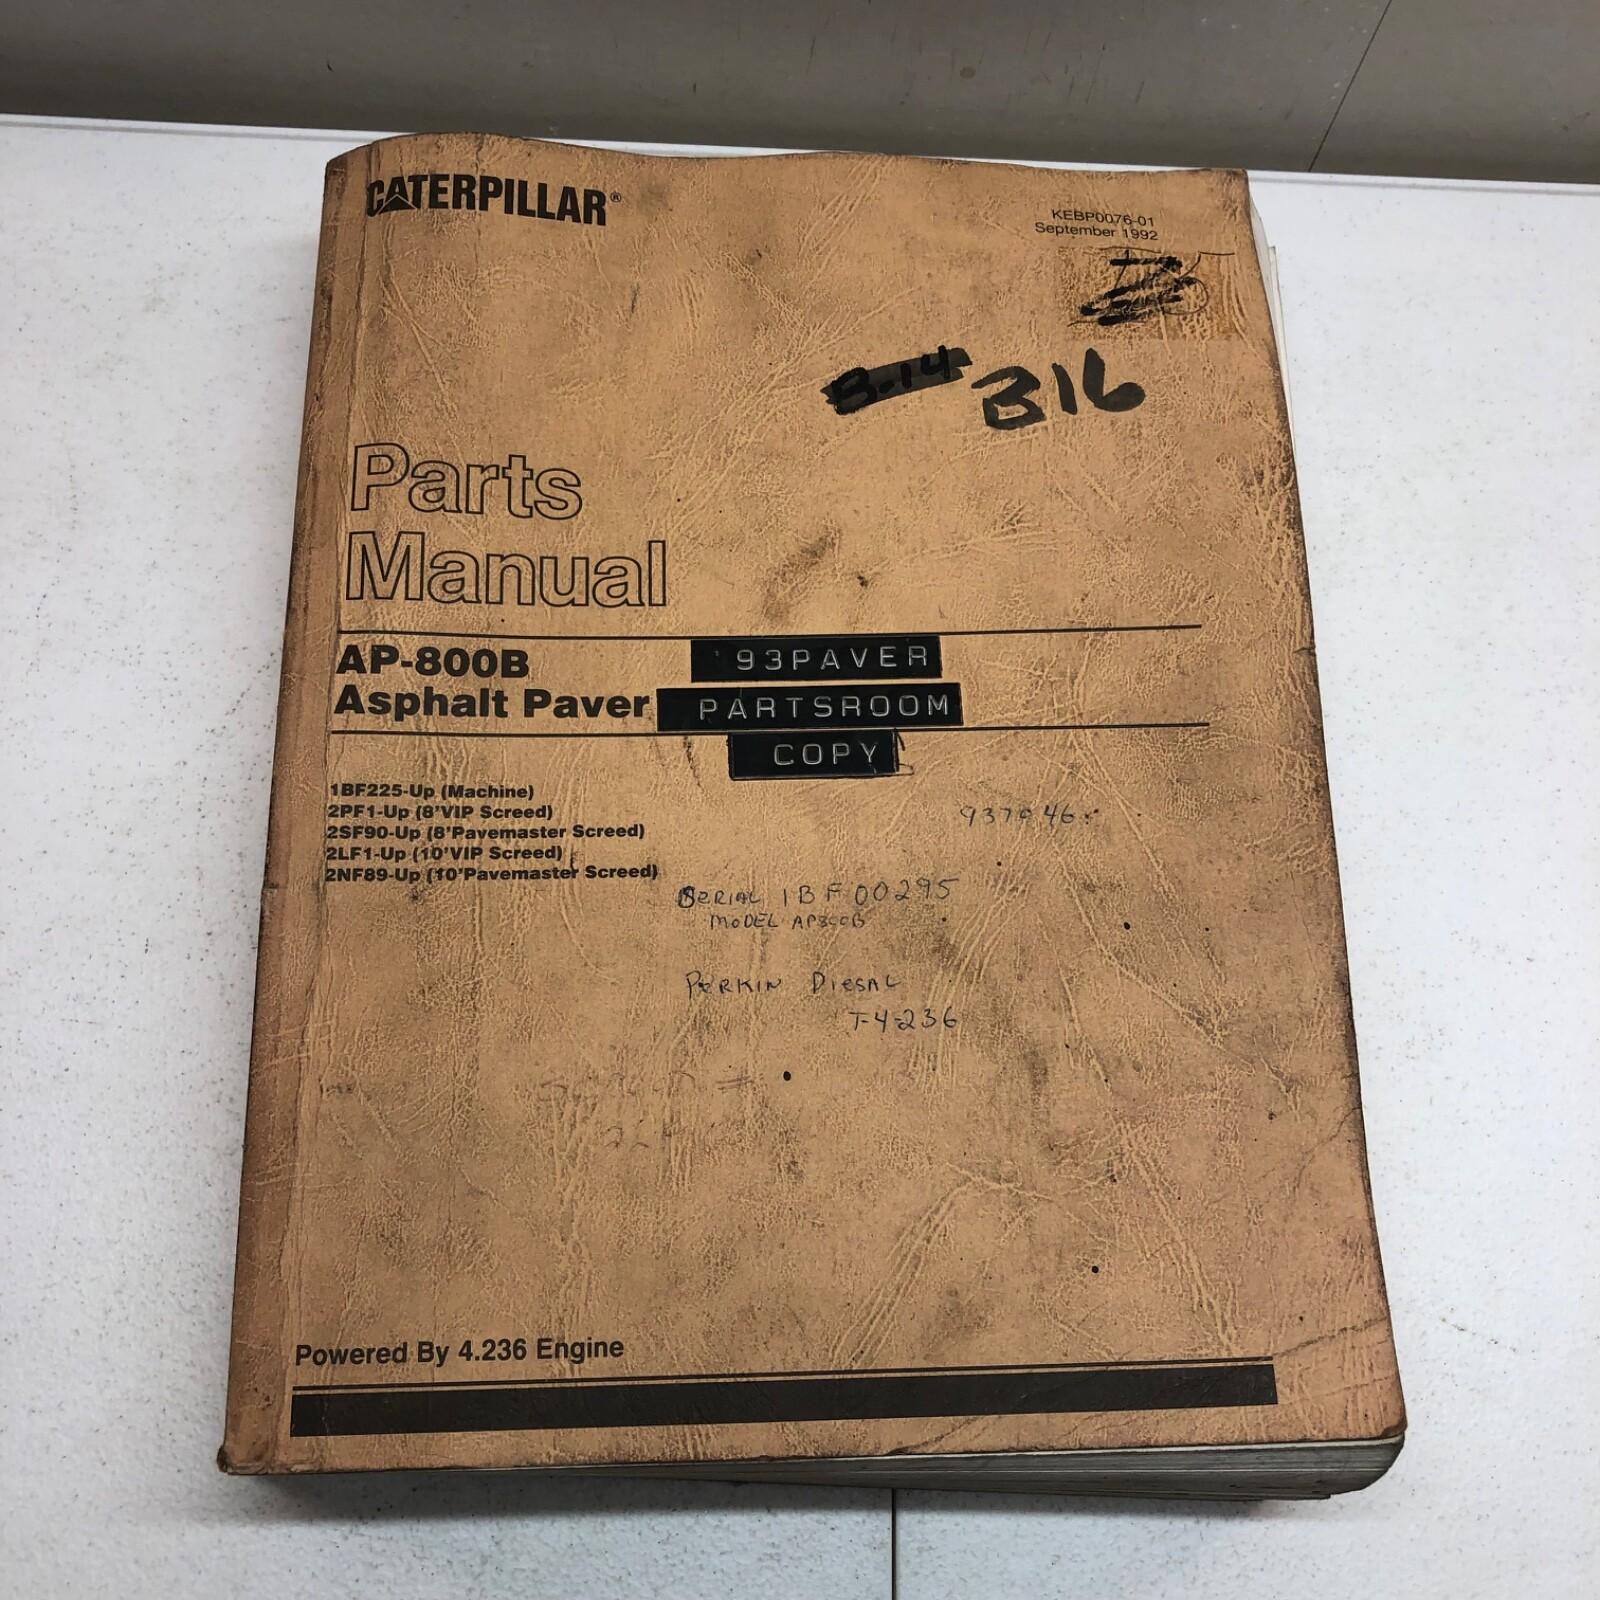 CATERPILLAR®
KEBP0076-01
September 1992
B-14
B16
Parts
Manual
AP-800B
93PAVER
Asphalt Paver
PARTSROOM
COPY
1BF225-Up (Machine)
2PF1-Up (8'VIP Screed)
2SF90-Up (8'Pavemaster Screed)
2LF1-Up (10'VIP Screed)
2NF89-Up (10'Pavemaster Screed)
SERIAL 1BF00295
MODEL AP800B
PERKIN DIESAL
T-4-236
Powered By 4.236 Engine